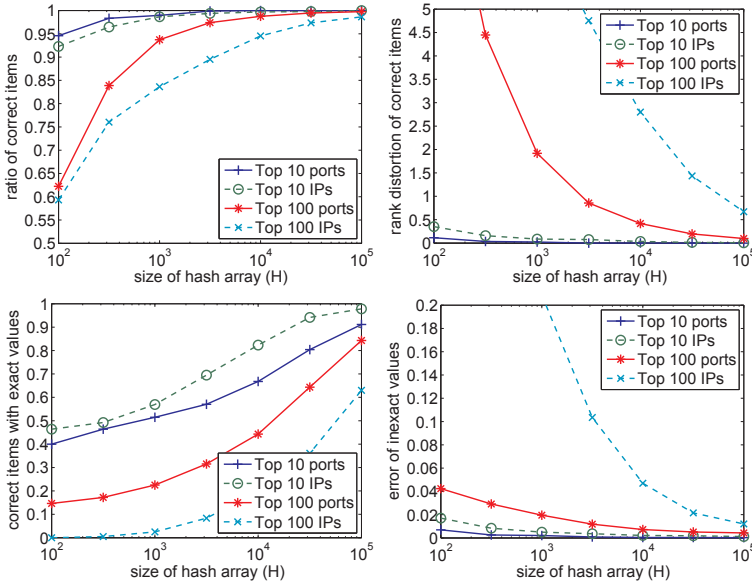 ratio of correct items
1
0.95
0.9
0.85
0.8
0.75
0.7
0.65
0.6
0.55
0.5
10^2
10^3
10^4
10^5
size of hash array (H)
Top 10 ports
Top 10 IPs
Top 100 ports
Top 100 IPs
rank distortion of correct items
5
4.5
4
3.5
3
2.5
2
1.5
1
0.5
0
10^2
10^3
10^4
10^5
size of hash array (H)
Top 10 ports
Top 10 IPs
Top 100 ports
Top 100 IPs
correct items with exact values
1
0.9
0.8
0.7
0.6
0.5
0.4
0.3
0.2
0.1
0
10^2
10^3
10^4
10^5
size of hash array (H)
Top 10 ports
Top 10 IPs
Top 100 ports
Top 100 IPs
error of inexact values
0.2
0.18
0.16
0.14
0.12
0.1
0.08
0.06
0.04
0.02
0
10^2
10^3
10^4
10^5
size of hash array (H)
Top 10 ports
Top 10 IPs
Top 100 ports
Top 100 IPs